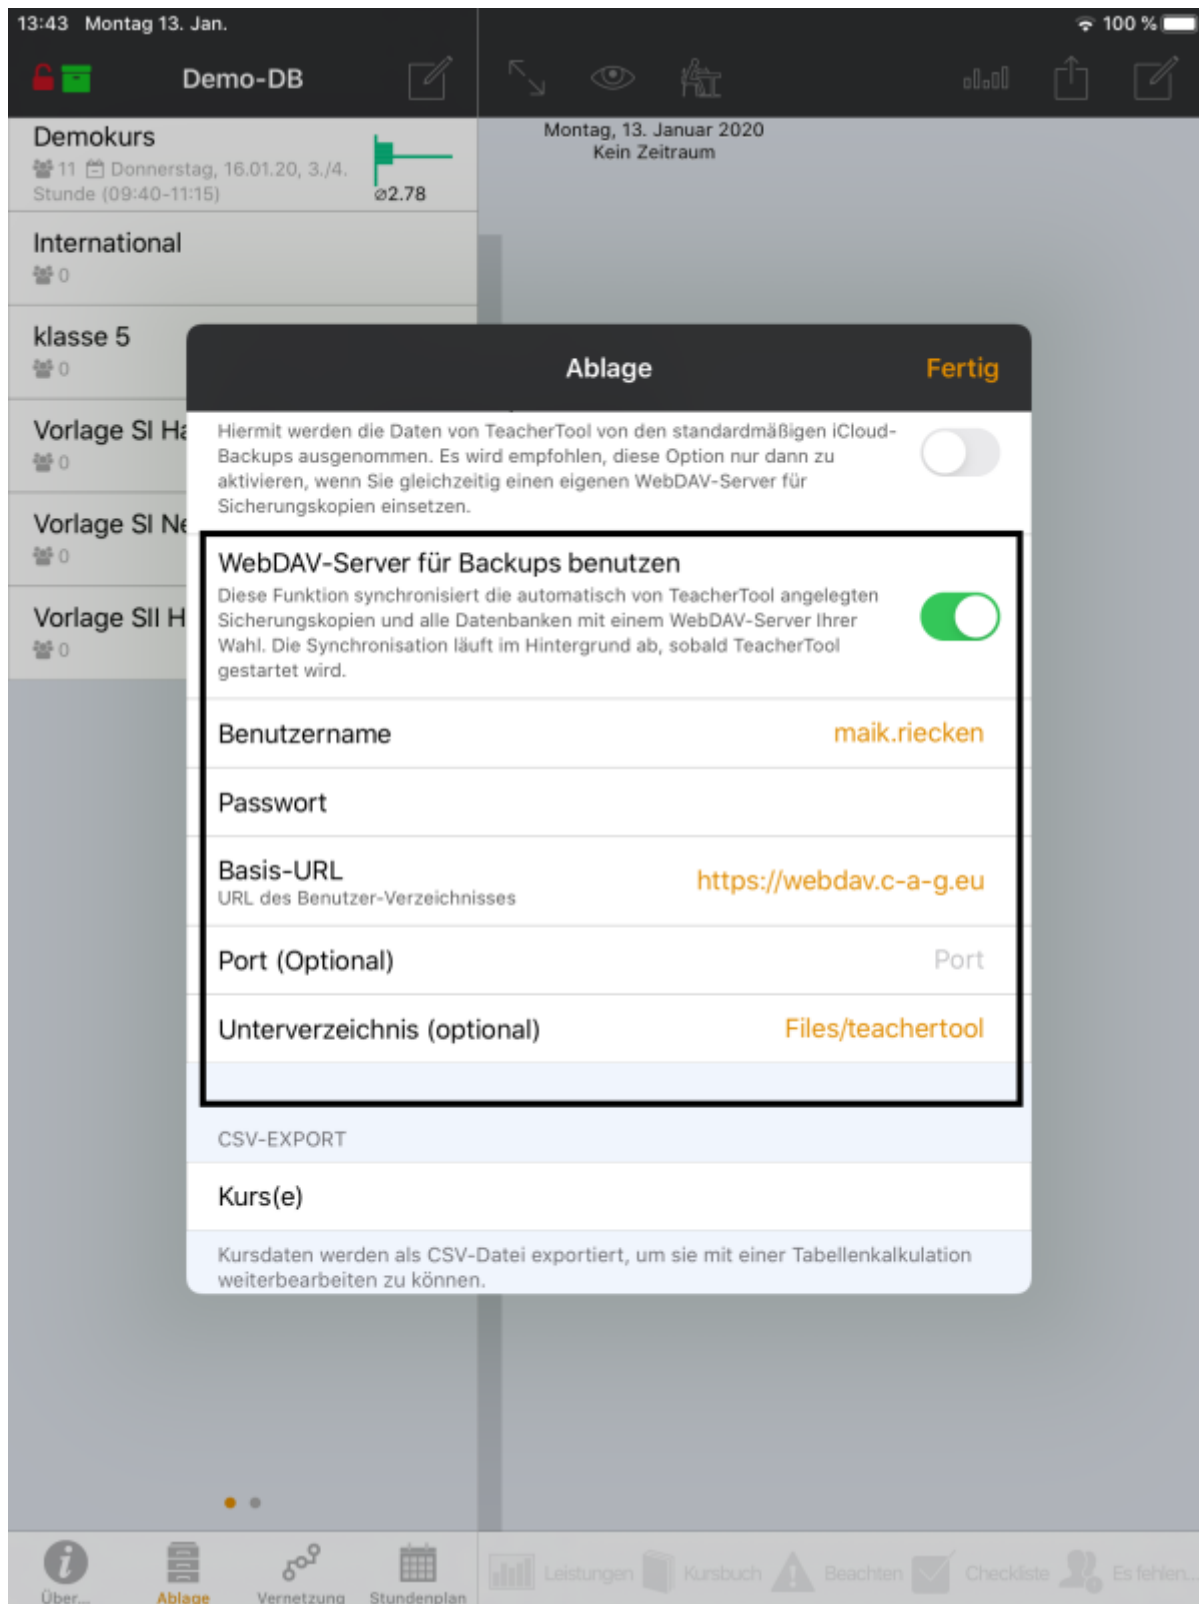 13:43 Montag 13. Jan.
100 %
Demo-DB
Demokurs
11 Donnerstag, 16.01.20, 3./4.
Stunde (09:40-11:15)
⌀2.78
International
0
klasse 5
0
Vorlage SI Ha
0
Vorlage SI Ne
0
Vorlage SII H
0
Montag, 13. Januar 2020
Kein Zeitraum
Ablage
Fertig
Hiermit werden die Daten von TeacherTool von den standardmäßigen iCloud-
Backups ausgenommen. Es wird empfohlen, diese Option nur dann zu
aktivieren, wenn Sie gleichzeitig einen eigenen WebDAV-Server für
Sicherungskopien einsetzen.
WebDAV-Server für Backups benutzen
Diese Funktion synchronisiert die automatisch von TeacherTool angelegten
Sicherungskopien und alle Datenbanken mit einem WebDAV-Server Ihrer
Wahl. Die Synchronisation läuft im Hintergrund ab, sobald TeacherTool
gestartet wird.
Benutzername
maik.riecken
Passwort
Basis-URL
URL des Benutzer-Verzeichnisses
https://webdav.c-a-g.eu
Port (Optional)
Port
Unterverzeichnis (optional)
Files/teachertool
CSV-EXPORT
Kurs(e)
Kursdaten werden als CSV-Datei exportiert, um sie mit einer Tabellenkalkulation
weiterbearbeiten zu können.
Über...
Ablage
Vernetzung
Stundenplan
Leistungen
Kursbuch
Beachten
Checkliste
Es fehlen...